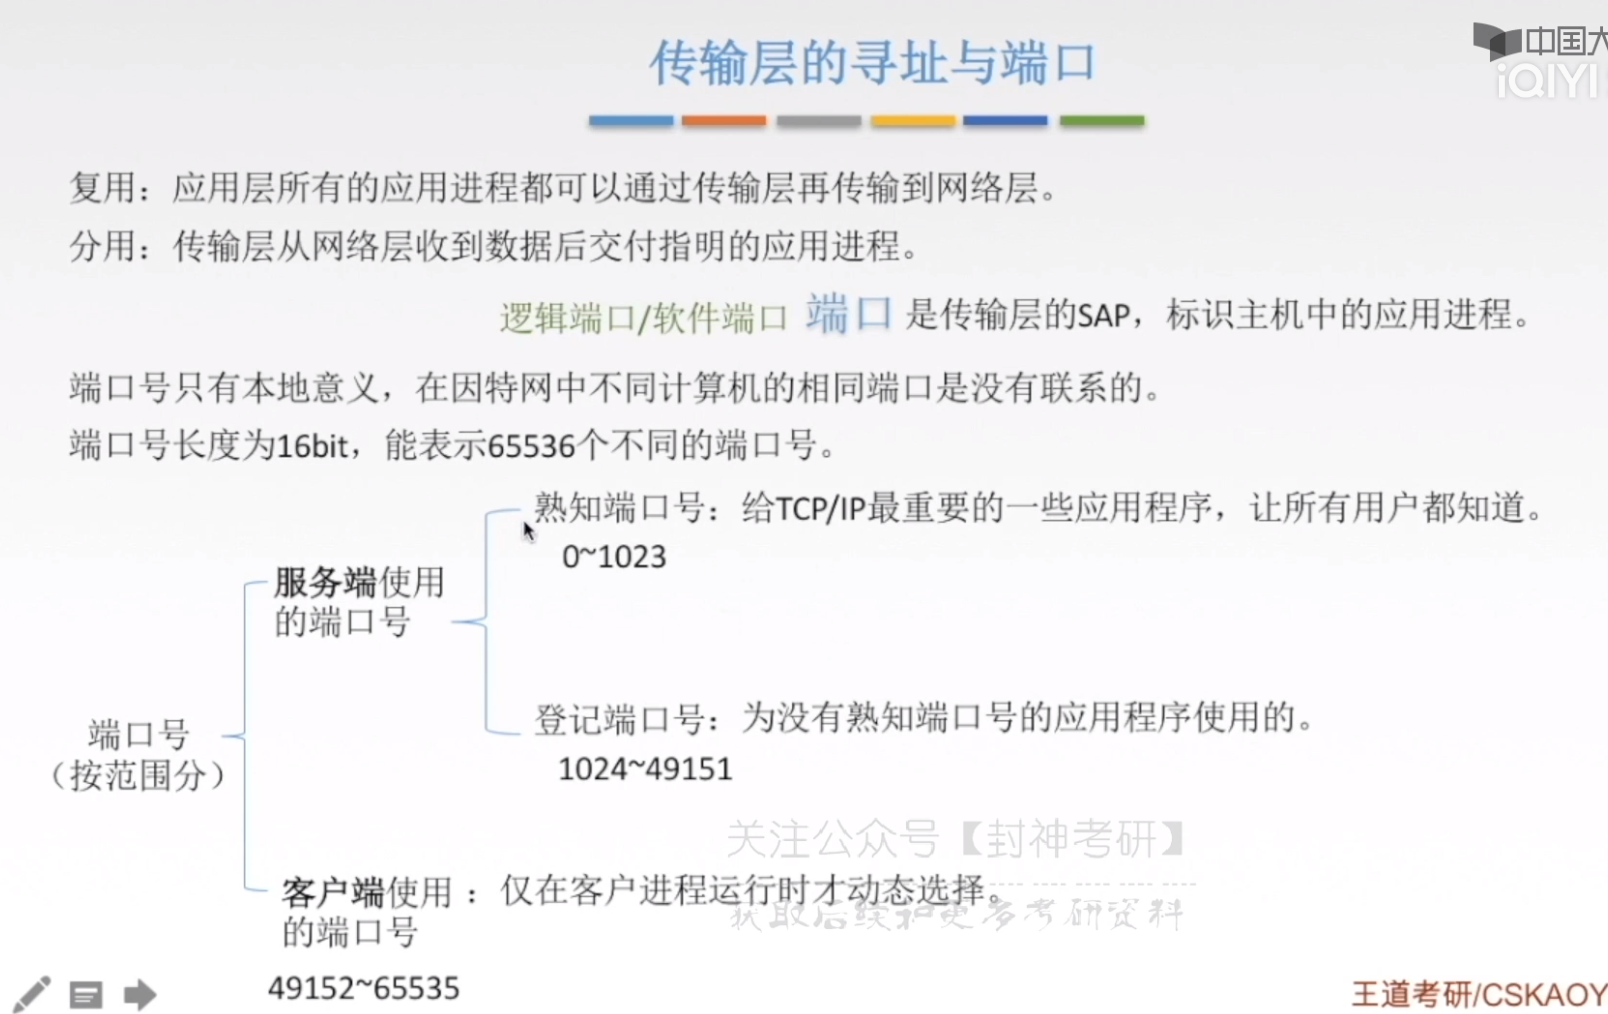 中国大
iQIYI
传输层的寻址与端口
复用：应用层所有的应用进程都可以通过传输层再传输到网络层。
分用：传输层从网络层收到数据后交付指明的应用进程。
逻辑端口/软件端口 端口 是传输层的SAP，标识主机中的应用进程。
端口号只有本地意义，在因特网中不同计算机的相同端口是没有联系的。
端口号长度为16bit，能表示65536个不同的端口号。
熟知端口号：给TCP/IP最重要的一些应用程序，让所有用户都知道。
0~1023
服务端使用
的端口号
登记端口号：为没有熟知端口号的应用程序使用的。
1024~49151
端口号
（按范围分）
关注公众号【封神考研】
客户端使用：仅在客户进程运行时才动态选择。
的端口号
获取后续和更多考研资料
49152~65535
王道考研/CSKAOY